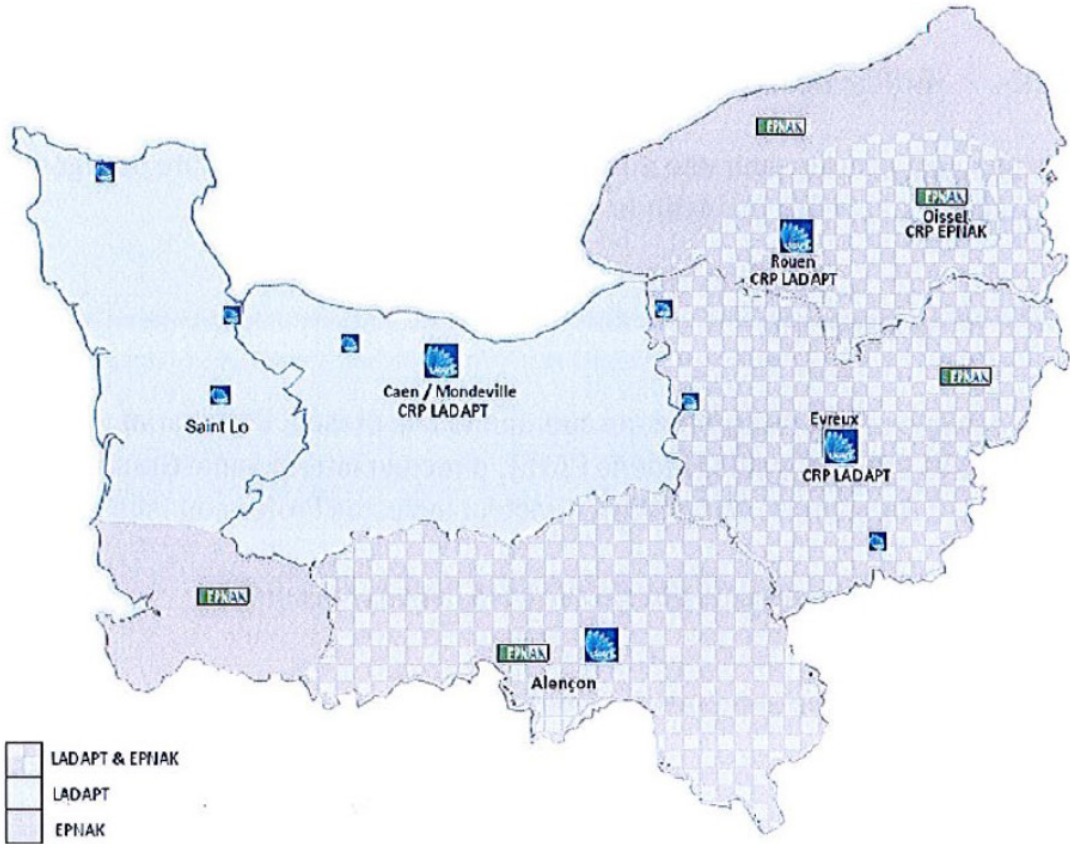 EPNAK
EPNAK
Oissel
CRP EPNAK
Rouen
CRP LADAPT
Caen / Mondeville
CRP LADAPT
EPNAK
Saint Lo
Evreux
CRP LADAPT
EPNAK
EPNAK
Alençon
LADAPT & EPNAK
LADAPT
EPNAK